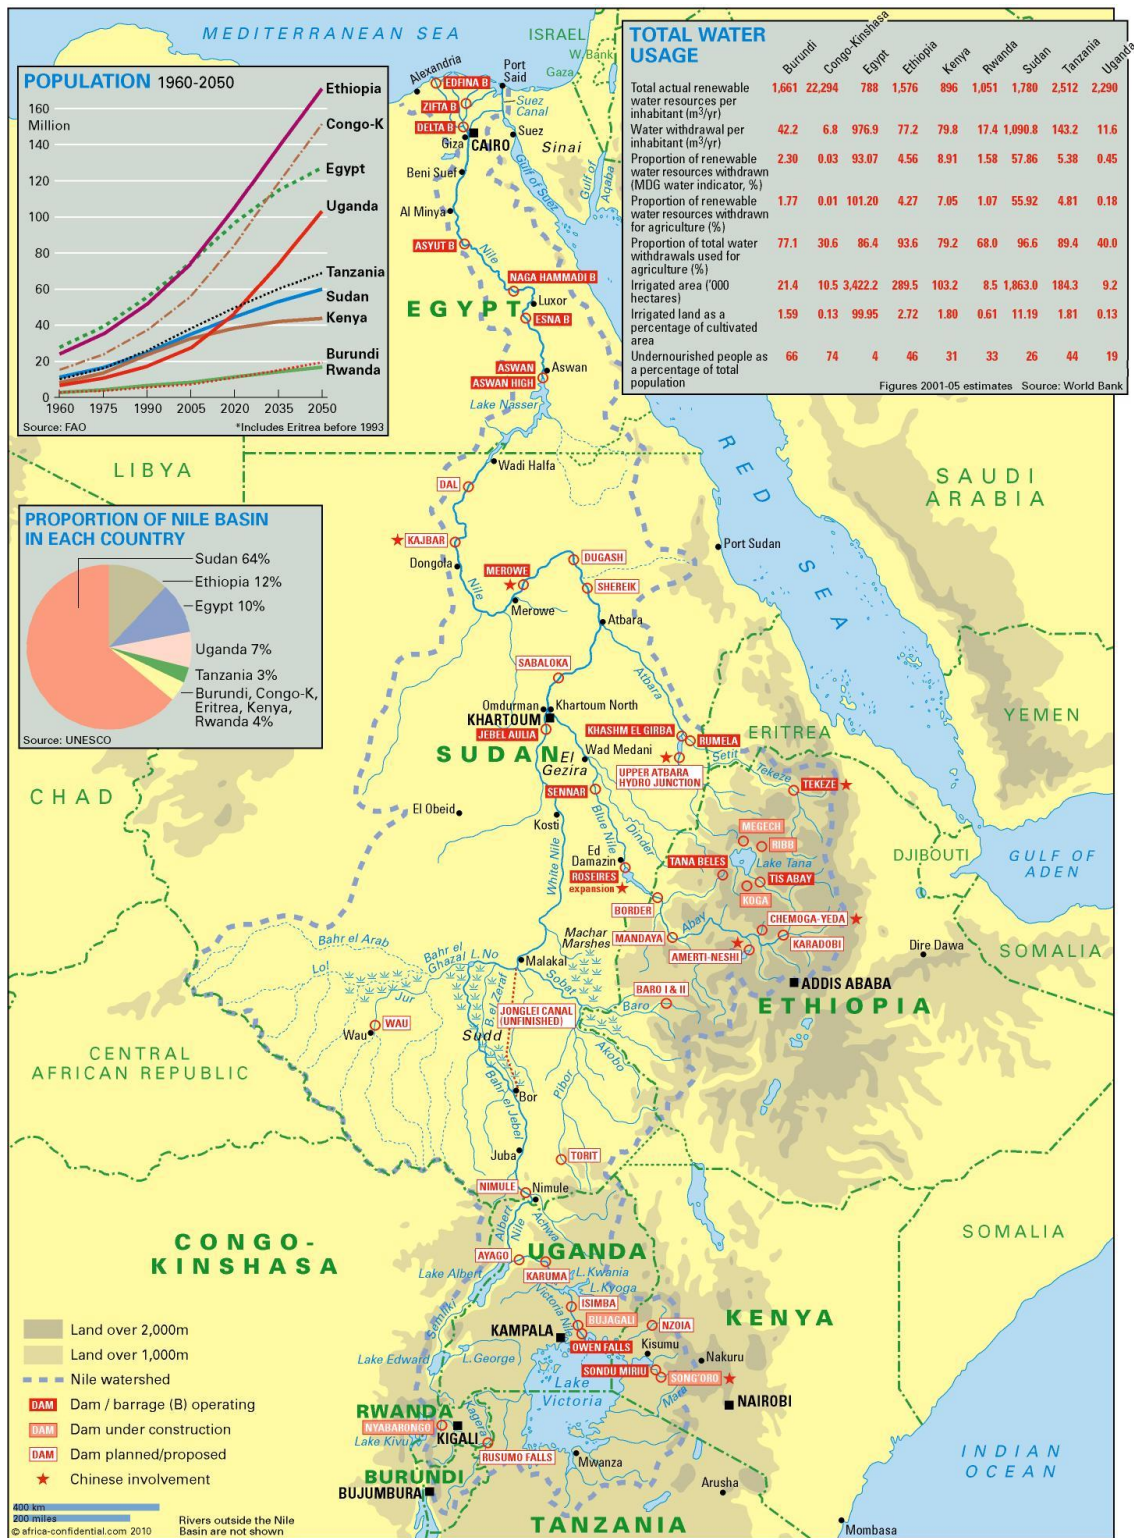 MEDITERRANEAN SEA
ISRAEL
W.Bank
Gaza
Alexandria
Port
Said
EDFINA B
ZIFTA B
DELTA B
Suez
Canal
Giza
CAIRO
Suez
Sinai
Gulf of Suez
Gulf of
Aqaba
Beni Suef
Al Minya
ASYUT B
Nile
NAGA HAMMADI B
EGYPT
Luxor
ESNA B
ASWAN
ASWAN HIGH
Aswan
Lake Nasser
POPULATION 1960-2050
160
Million
140
120
100
80
60
40
20
0
1960
1975
1990
2005
2020
2035
2050
Ethiopia
Congo-K
Egypt
Uganda
Tanzania
Sudan
Kenya
Burundi
Rwanda
Source: FAO
*Includes Eritrea before 1993
TOTAL WATER
USAGE
Burundi
Congo-Kinshasa
Egypt
Ethiopia
Kenya
Rwanda
Sudan
Tanzania
Uganda
Total actual renewable
water resources per
inhabitant (m³/yr)
1,661 22,294 788 1,576 896 1,051 1,780 2,512 2,290
Water withdrawal per
inhabitant (m³/yr)
42.2 6.8 976.9 77.2 79.8 17.4 1,090.8 143.2 11.6
Proportion of renewable
water resources withdrawn
(MDG water indicator, %)
2.30 0.03 93.07 4.56 8.91 1.58 57.86 5.38 0.45
Proportion of renewable
water resources withdrawn
for agriculture (%)
1.77 0.01 101.20 4.27 7.05 1.07 55.92 4.81 0.18
Proportion of total water
withdrawals used for
agriculture (%)
77.1 30.6 86.4 93.6 79.2 68.0 96.6 89.4 40.0
Irrigated area ('000
hectares)
21.4 10.5 3,422.2 289.5 103.2 8.5 1,863.0 184.3 9.2
Irrigated land as a
percentage of cultivated
area
1.59 0.13 99.95 2.72 1.80 0.61 11.19 1.81 0.13
Undernourished people as
a percentage of total
population
66 74 4 46 31 33 26 44 19
Figures 2001-05 estimates Source: World Bank
LIBYA
Wadi Halfa
DAL
KAJBAR
Dongola
Nile
MEROWE
Merowe
DUGASH
SHEREIK
Atbara
Port Sudan
RED SEA
SAUDI
ARABIA
PROPORTION OF NILE BASIN
IN EACH COUNTRY
Sudan 64%
Ethiopia 12%
Egypt 10%
Uganda 7%
Tanzania 3%
Burundi, Congo-K,
Eritrea, Kenya,
Rwanda 4%
Source: UNESCO
SABALOKA
Atbara
Omdurman
Khartoum North
KHARTOUM
JEBEL AULIA
SUDAN
El
Gezira
Wad Medani
KHASHM EL GIRBA
RUMELA
UPPER ATBARA
HYDRO JUNCTION
Setit
Tekeze
TEKEZE
ERITREA
YEMEN
CHAD
El Obeid
SENNAR
Kosti
Blue Nile
Dinder
White Nile
Ed
Damazin
ROSEIRES
expansion
MEGECH
RIBB
TANA BELES
Lake Tana
TIS ABAY
KOGA
DJIBOUTI
GULF OF
ADEN
BORDER
Abay
CHEMOGA-YEDA
MANDAYA
KARADOBI
AMERTI-NESHI
Dire Dawa
SOMALIA
ADDIS ABABA
ETHIOPIA
BARO I & II
Baro
Machar
Marshes
Malakal
Sobat
Bahr el Arab
Bahr el
Ghazal
L.No
Lol
Jur
B. el Zeraf
JONGLEI CANAL
(UNFINISHED)
WAU
Wau
Sudd
Akobo
Pibor
Bor
Bahr el Jebel
CENTRAL
AFRICAN REPUBLIC
Juba
TORIT
NIMULE
Nimule
Albert
Nile
Achwa
CONGO-
KINSHASA
UGANDA
AYAGO
KARUMA
Lake Albert
L.Kwania
L.Kyoga
Victoria Nile
ISIMBA
BUJAGALI
NZOIA
KAMPALA
OWEN FALLS
Semliki
Kisumu
KENYA
SOMALIA
Nakuru
SONDU MIRIU
SONG'ORO
Lake Edward
L.George
Lake
Victoria
Mara
NAIROBI
RWANDA
NYABARONGO
KIGALI
Kagera
Lake Kivu
RUSUMO FALLS
Mwanza
BURUNDI
BUJUMBURA
Arusha
TANZANIA
Mombasa
INDIAN
OCEAN
Land over 2,000m
Land over 1,000m
Nile watershed
DAM Dam / barrage (B) operating
DAM Dam under construction
DAM Dam planned/proposed
Chinese involvement
400 km
200 miles
© africa-confidential.com 2010
Rivers outside the Nile
Basin are not shown